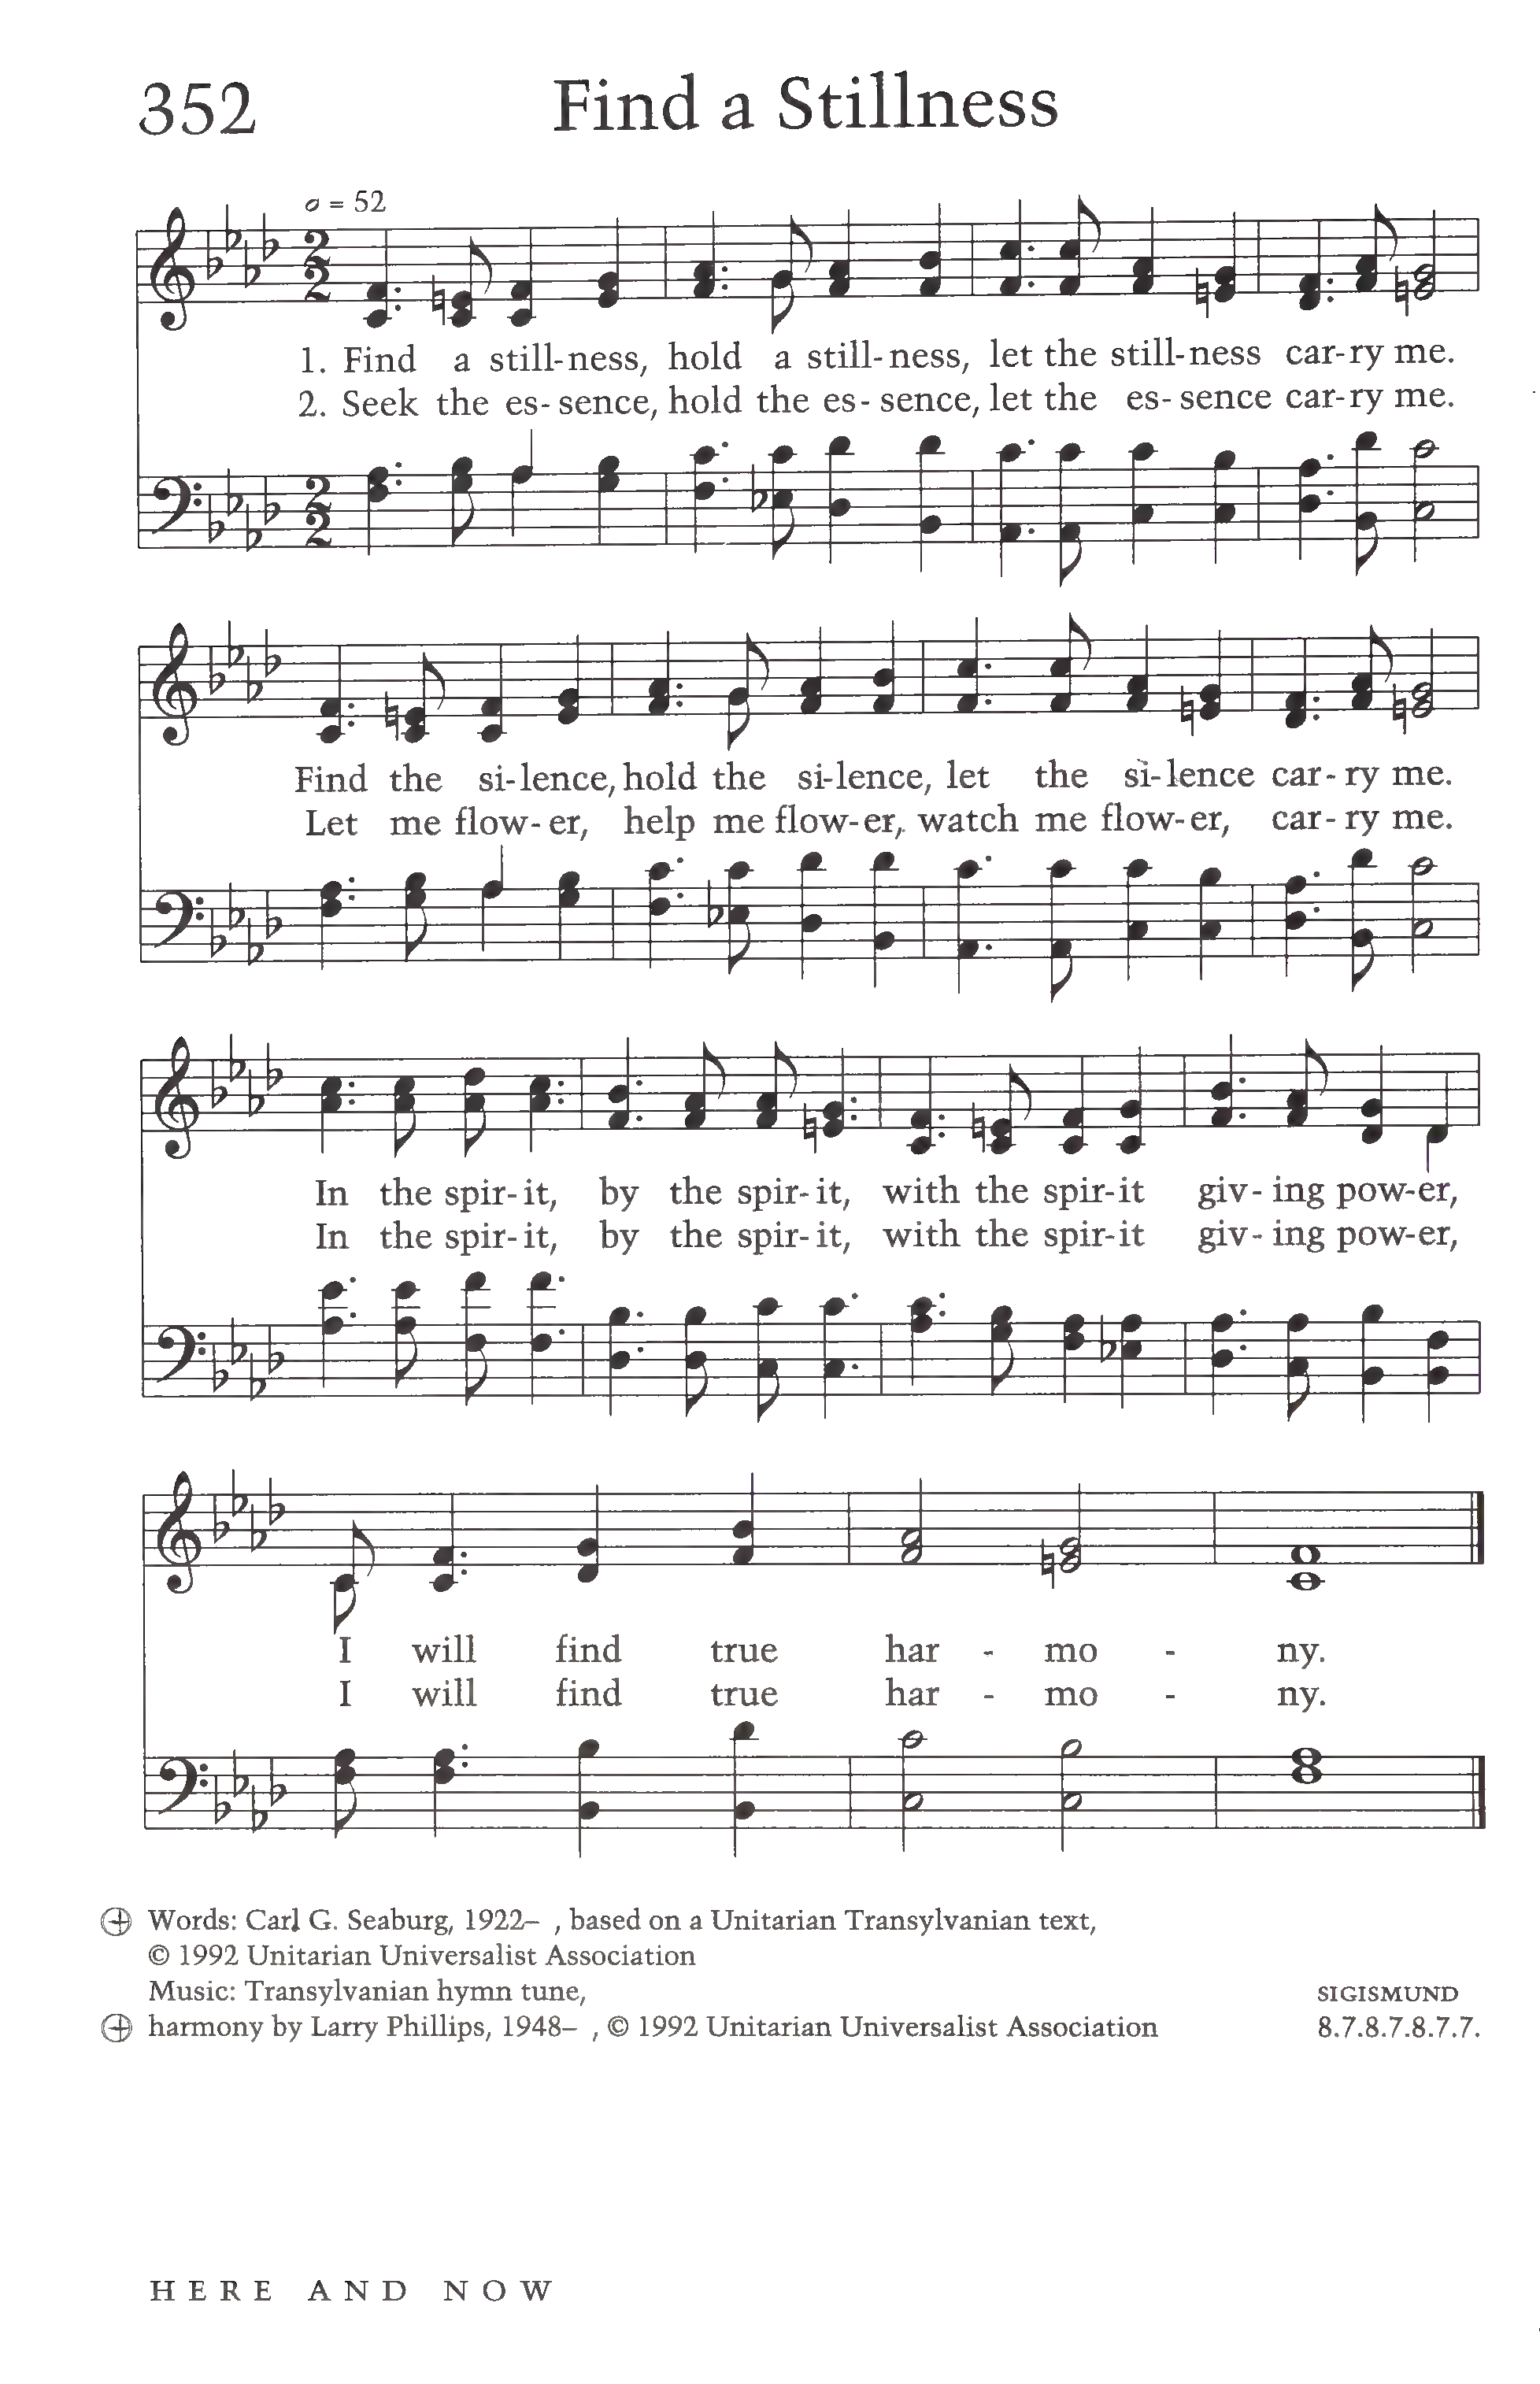 352 Find a Stillness
𝅗𝅥 = 52
1. Find a still-ness, hold a still-ness, let the still-ness car-ry me.
2. Seek the es-sence, hold the es-sence, let the es-sence car-ry me.
Find the si-lence, hold the si-lence, let the si-lence car-ry me.
Let me flow-er, help me flow-er, watch me flow-er, car-ry me.
In the spir-it, by the spir-it, with the spir-it giv-ing pow-er,
In the spir-it, by the spir-it, with the spir-it giv-ing pow-er,
I will find true har - mo - ny.
I will find true har - mo - ny.
Words: Carl G. Seaburg, 1922– , based on a Unitarian Transylvanian text,
© 1992 Unitarian Universalist Association
Music: Transylvanian hymn tune, SIGISMUND
harmony by Larry Phillips, 1948– , © 1992 Unitarian Universalist Association 8.7.8.7.8.7.7.
HERE AND NOW